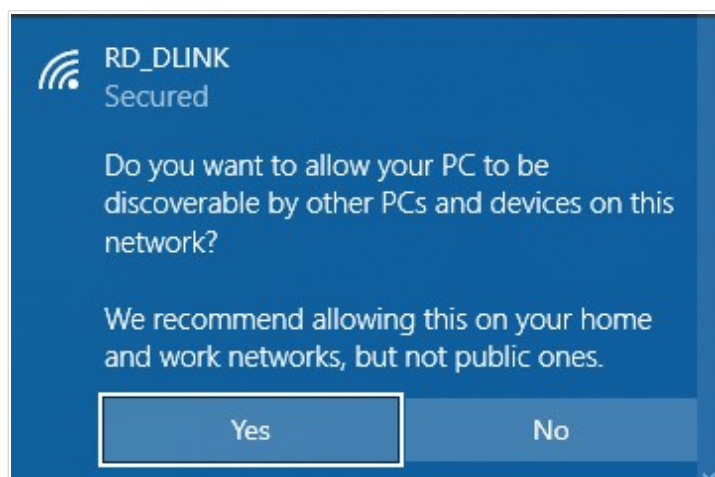 RD_DLINK
Secured
Do you want to allow your PC to be
discoverable by other PCs and devices on this
network?
We recommend allowing this on your home
and work networks, but not public ones.
Yes
No